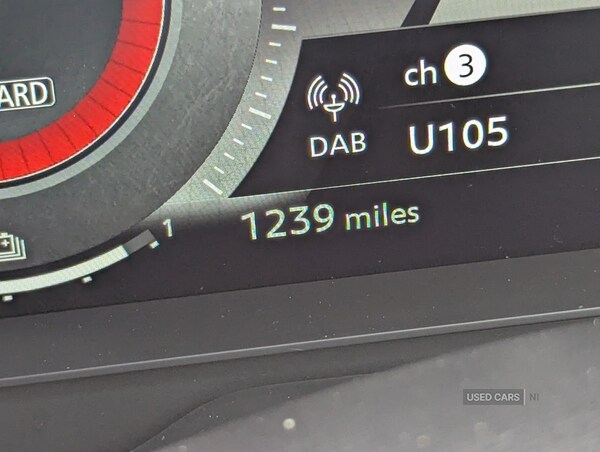 ch 3
ARD
DAB U105
1
1239 miles
USED CARS NI